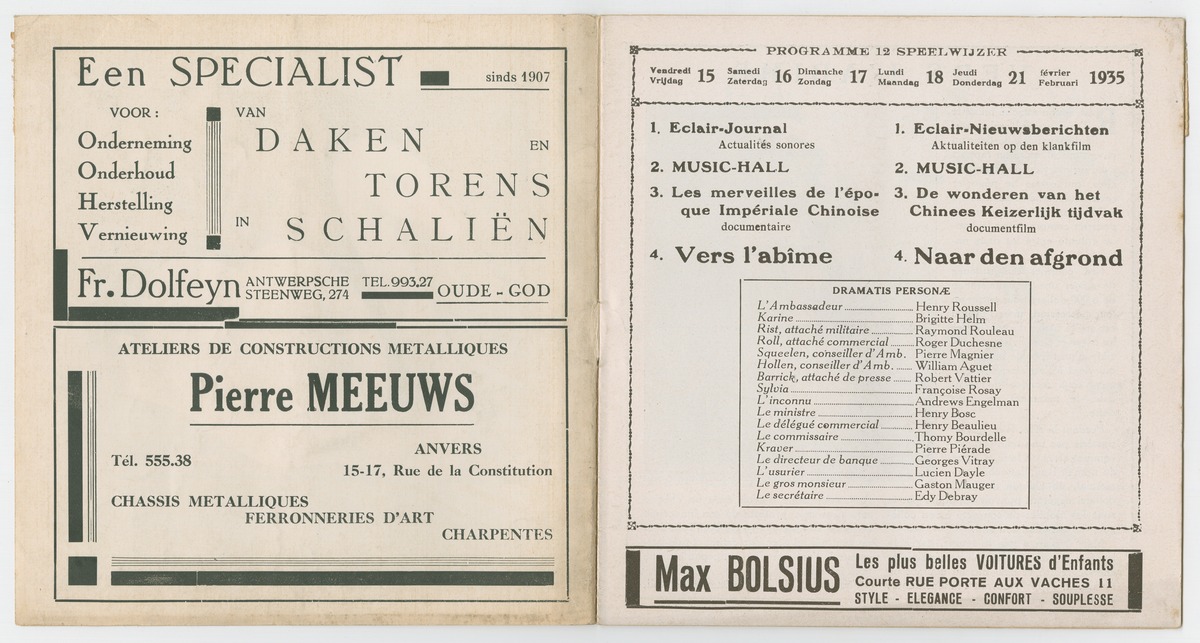 Een SPECIALIST sinds 1907
VOOR : VAN
Onderneming
DAKEN EN
Onderhoud
TORENS
Herstelling
IN SCHALIËN
Vernieuwing
Fr. Dolfeyn ANTWERPSCHE STEENWEG, 274 TEL. 993,27 OUDE - GOD
ATELIERS DE CONSTRUCTIONS METALLIQUES
Pierre MEEUWS
ANVERS
Tél. 555.38
15-17, Rue de la Constitution
CHASSIS METALLIQUES
FERRONNERIES D'ART
CHARPENTES
PROGRAMME 12 SPEELWIJZER
Vendredi Vrijdag 15 Samedi Zaterdag 16 Dimanche Zondag 17 Lundi Maandag 18 Jeudi Donderdag 21 février Februari 1935
1. Eclair-Journal
Actualités sonores
2. MUSIC-HALL
3. Les merveilles de l'épo-
que Impériale Chinoise
documentaire
4. Vers l'abîme
1. Eclair-Nieuwsberichten
Aktualiteiten op den klankfilm
2. MUSIC-HALL
3. De wonderen van het
Chinees Keizerlijk tijdvak
documentfilm
4. Naar den afgrond
DRAMATIS PERSONÆ
L'Ambassadeur Henry Roussell
Karine Brigitte Helm
Rist, attaché militaire Raymond Rouleau
Roll, attaché commercial Roger Duchesne
Squeelen, conseiller d'Amb. Pierre Magnier
Hollen, conseiller d'Amb. William Aguet
Barrick, attaché de presse Robert Vattier
Sylvia Françoise Rosay
L'inconnu Andrews Engelman
Le ministre Henry Bosc
Le délégué commercial Henry Beaulieu
Le commissaire Thomy Bourdelle
Kraver Pierre Piérade
Le directeur de banque Georges Vitray
L'usurier Lucien Dayle
Le gros monsieur Gaston Mauger
Le secrétaire Edy Debray
Max BOLSIUS
Les plus belles VOITURES d'Enfants
Courte RUE PORTE AUX VACHES 11
STYLE - ELEGANCE - CONFORT - SOUPLESSE